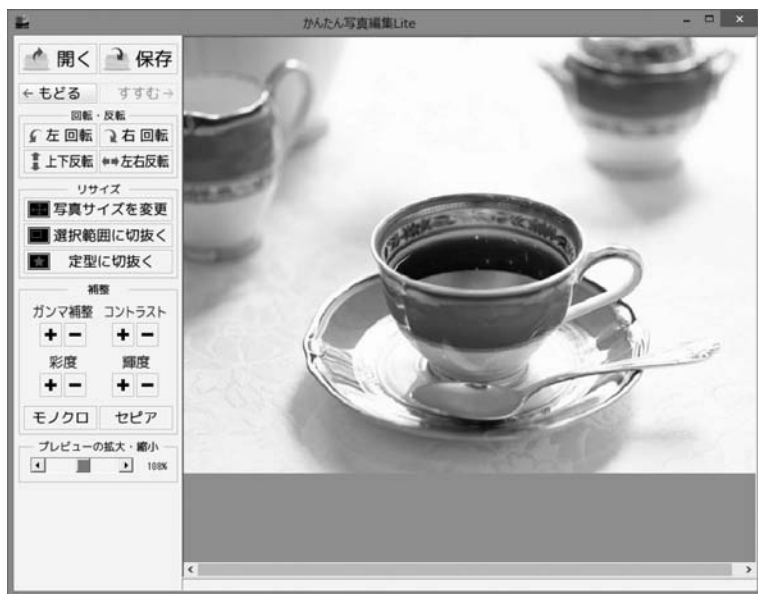 かんたん写真編集Lite
開く 保存
←もどる すすむ→
回転・反転
左回転 右回転
上下反転 左右反転
リサイズ
写真サイズを変更
選択範囲に切抜く
定型に切抜く
補整
ガンマ補整 コントラスト
+ - + -
彩度 輝度
+ - + -
モノクロ セピア
プレビューの拡大・縮小
108%